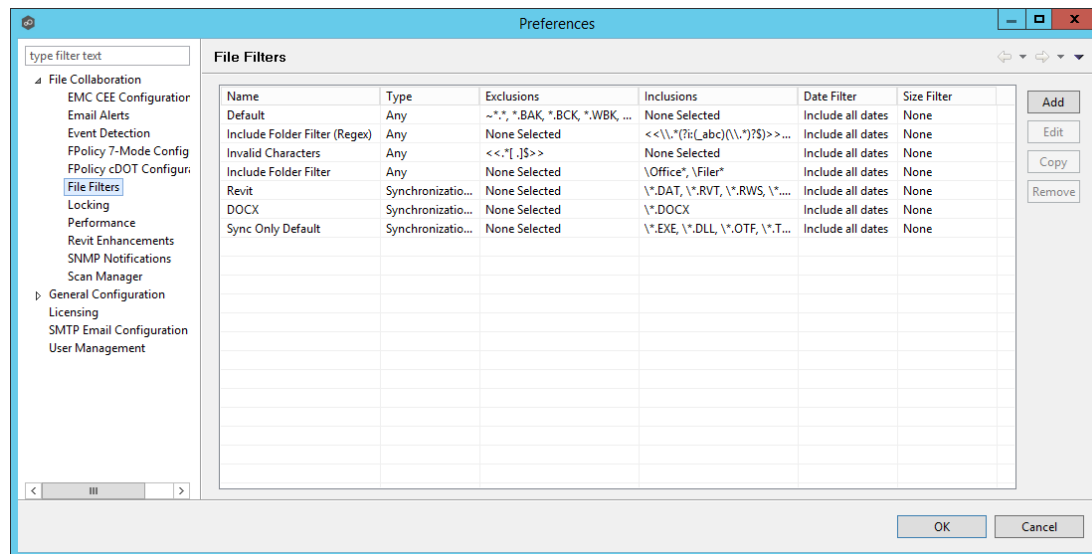 Preferences
type filter text
File Filters
File Collaboration
EMC CEE Configuration
Email Alerts
Event Detection
FPolicy 7-Mode Config
FPolicy cDOT Configura
File Filters
Locking
Performance
Revit Enhancements
SNMP Notifications
Scan Manager
General Configuration
Licensing
SMTP Email Configuration
User Management
Name Type Exclusions Inclusions Date Filter Size Filter
Default Any ~*.*, *.BAK, *.BCK, *.WBK, ... None Selected Include all dates None
Include Folder Filter (Regex) Any None Selected <<\\.*(?i:(_abc)(\\.*)?$)>>... Include all dates None
Invalid Characters Any <<.*[ .]$>> None Selected Include all dates None
Include Folder Filter Any None Selected \Office*, \Filer* Include all dates None
Revit Synchronizatio... None Selected \*.DAT, \*.RVT, \*.RWS, \*.... Include all dates None
DOCX Synchronizatio... None Selected \*.DOCX Include all dates None
Sync Only Default Synchronizatio... None Selected \*.EXE, \*.DLL, \*.OTF, \*.T... Include all dates None
Add
Edit
Copy
Remove
OK Cancel